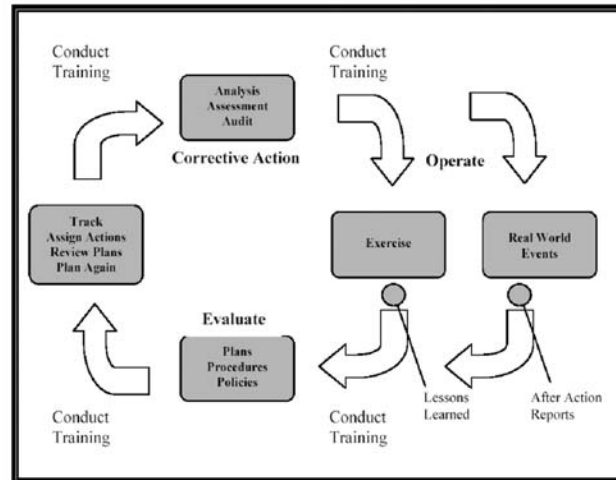 Conduct
Training
Conduct
Training
Analysis
Assessment
Audit
Corrective Action
Operate
Track
Assign Actions
Review Plans
Plan Again
Exercise
Real World
Events
Evaluate
Plans
Procedures
Policies
Lessons
Learned
After Action
Reports
Conduct
Training
Conduct
Training